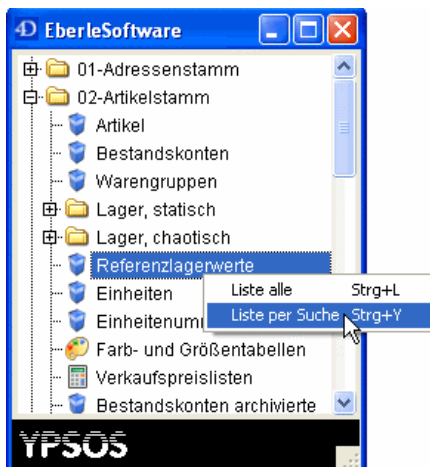 EberleSoftware
01-Adressenstamm
02-Artikelstamm
Artikel
Bestandskonten
Warengruppen
Lager, statisch
Lager, chaotisch
Referenzlagerwerte
Liste alle Strg+L
Einheiten
Liste per Suche Strg+Y
Farb- und Größentabellen
Verkaufspreislisten
Bestandskonten archivierte
YPSOS